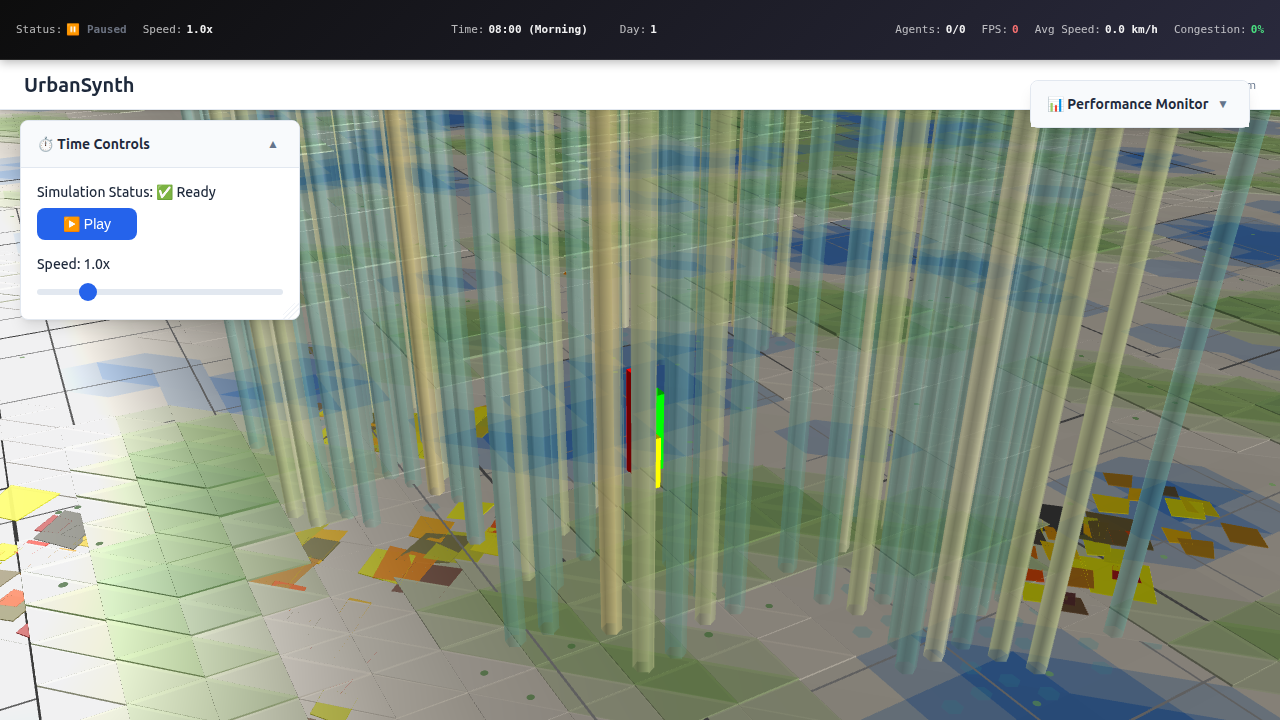 Status: ⏸️ Paused Speed: 1.0x Time: 08:00 (Morning) Day: 1 Agents: 0/0 FPS: 0 Avg Speed: 0.0 km/h Congestion: 0%
UrbanSynth
📊 Performance Monitor ▼
⏱️ Time Controls ▲
Simulation Status: ✅ Ready
▶️ Play
Speed: 1.0x